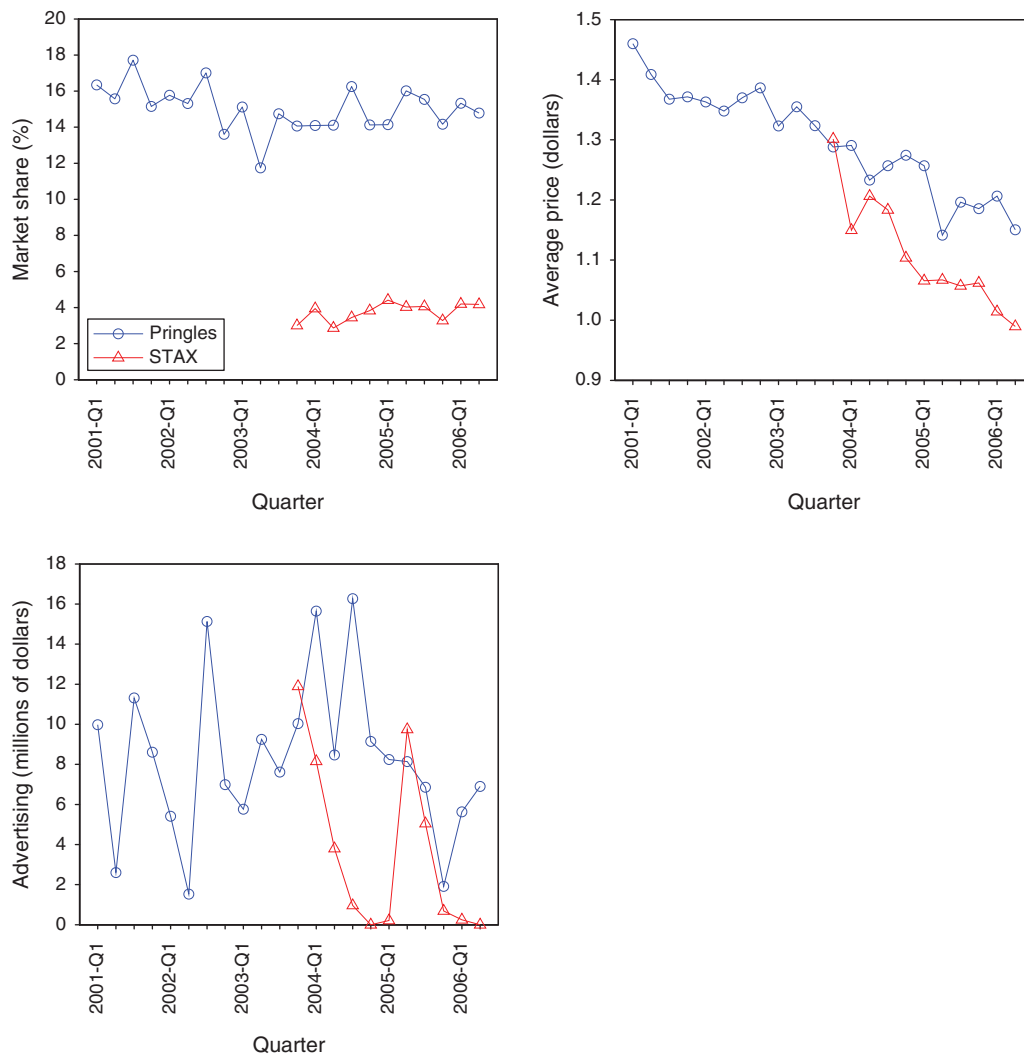 Market share (%)
20
18
16
14
12
10
8
6
4
2
0
Pringles
STAX
2001-Q1
2002-Q1
2003-Q1
2004-Q1
2005-Q1
2006-Q1
Quarter
Average price (dollars)
1.5
1.4
1.3
1.2
1.1
1.0
0.9
2001-Q1
2002-Q1
2003-Q1
2004-Q1
2005-Q1
2006-Q1
Quarter
Advertising (millions of dollars)
18
16
14
12
10
8
6
4
2
0
2001-Q1
2002-Q1
2003-Q1
2004-Q1
2005-Q1
2006-Q1
Quarter